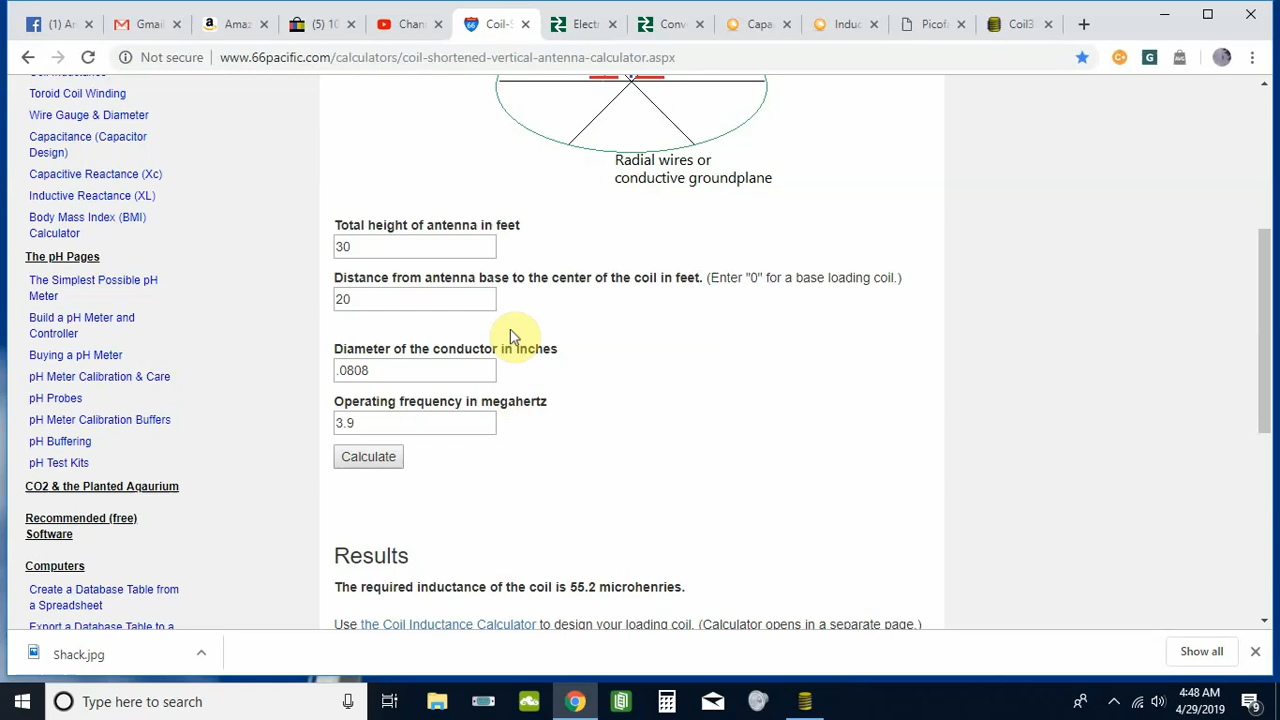 (1) An
Gmail
Ama
(5) 10
Chan
Coil-S
Electr
Conv
Capa
Induc
Picofa
Coil3
Not secure
www.66pacific.com/calculators/coil-shortened-vertical-antenna-calculator.aspx
Toroid Coil Winding
Wire Gauge & Diameter
Capacitance (Capacitor
Design)
Capacitive Reactance (Xc)
Inductive Reactance (XL)
Body Mass Index (BMI)
Calculator
The pH Pages
The Simplest Possible pH
Meter
Build a pH Meter and
Controller
Buying a pH Meter
pH Meter Calibration & Care
pH Probes
pH Meter Calibration Buffers
pH Buffering
pH Test Kits
CO2 & the Planted Aqaurium
Recommended (free)
Software
Computers
Create a Database Table from
a Spreadsheet
Export a Database Table to a
Radial wires or
conductive groundplane
Total height of antenna in feet
30
Distance from antenna base to the center of the coil in feet. (Enter "0" for a base loading coil.)
20
Diameter of the conductor in inches
.0808
Operating frequency in megahertz
3.9
Calculate
Results
The required inductance of the coil is 55.2 microhenries.
Use the Coil Inductance Calculator to design your loading coil. (Calculator opens in a separate page.)
Shack.jpg
Show all
Type here to search
4:48 AM
4/29/2019
9